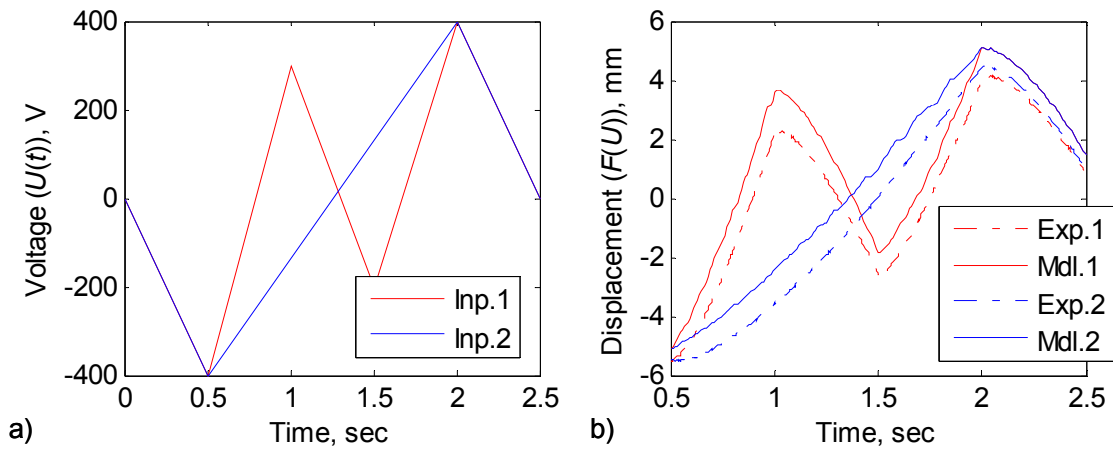 Voltage (U(t)), V
400
200
0
-200
-400
0
0.5
1
1.5
2
2.5
Time, sec
Inp.1
Inp.2
a)
Displacement (F(U)), mm
6
4
2
0
-2
-4
-6
0.5
1
1.5
2
2.5
Time, sec
Exp.1
Mdl.1
Exp.2
Mdl.2
b)